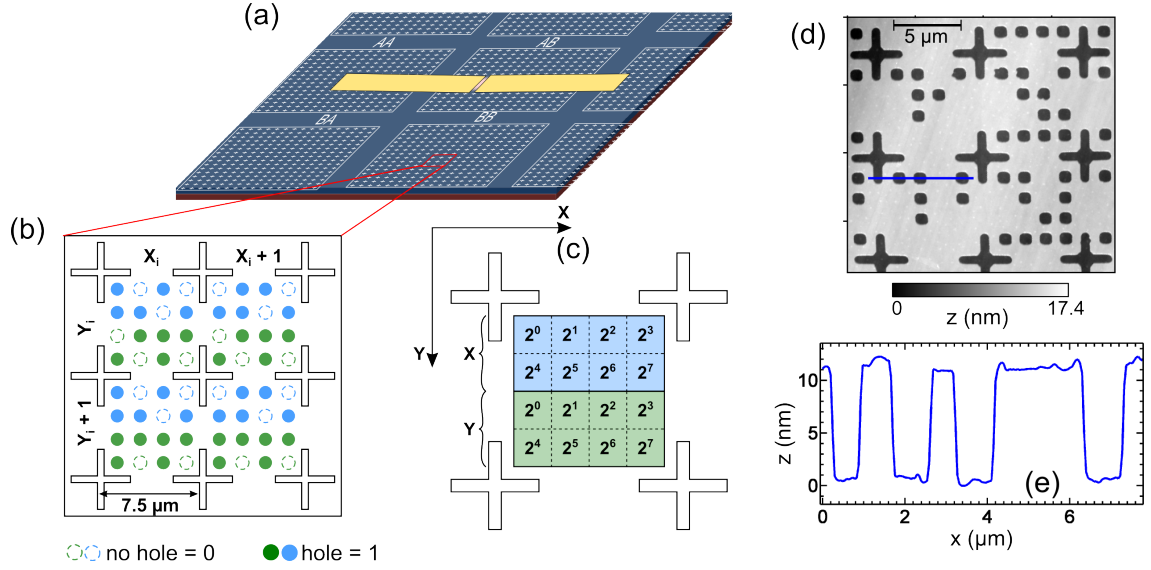 (a)
AA
AB
BA
BB
(b)
X_i
X_i + 1
Y_i
Y_i + 1
7.5 µm
no hole = 0
hole = 1
X
(c)
Y
X
Y
2^0 2^1 2^2 2^3
2^4 2^5 2^6 2^7
2^0 2^1 2^2 2^3
2^4 2^5 2^6 2^7
(d)
5 µm
0
17.4
z (nm)
z (nm)
10
5
0
(e)
0 2 4 6
x (µm)